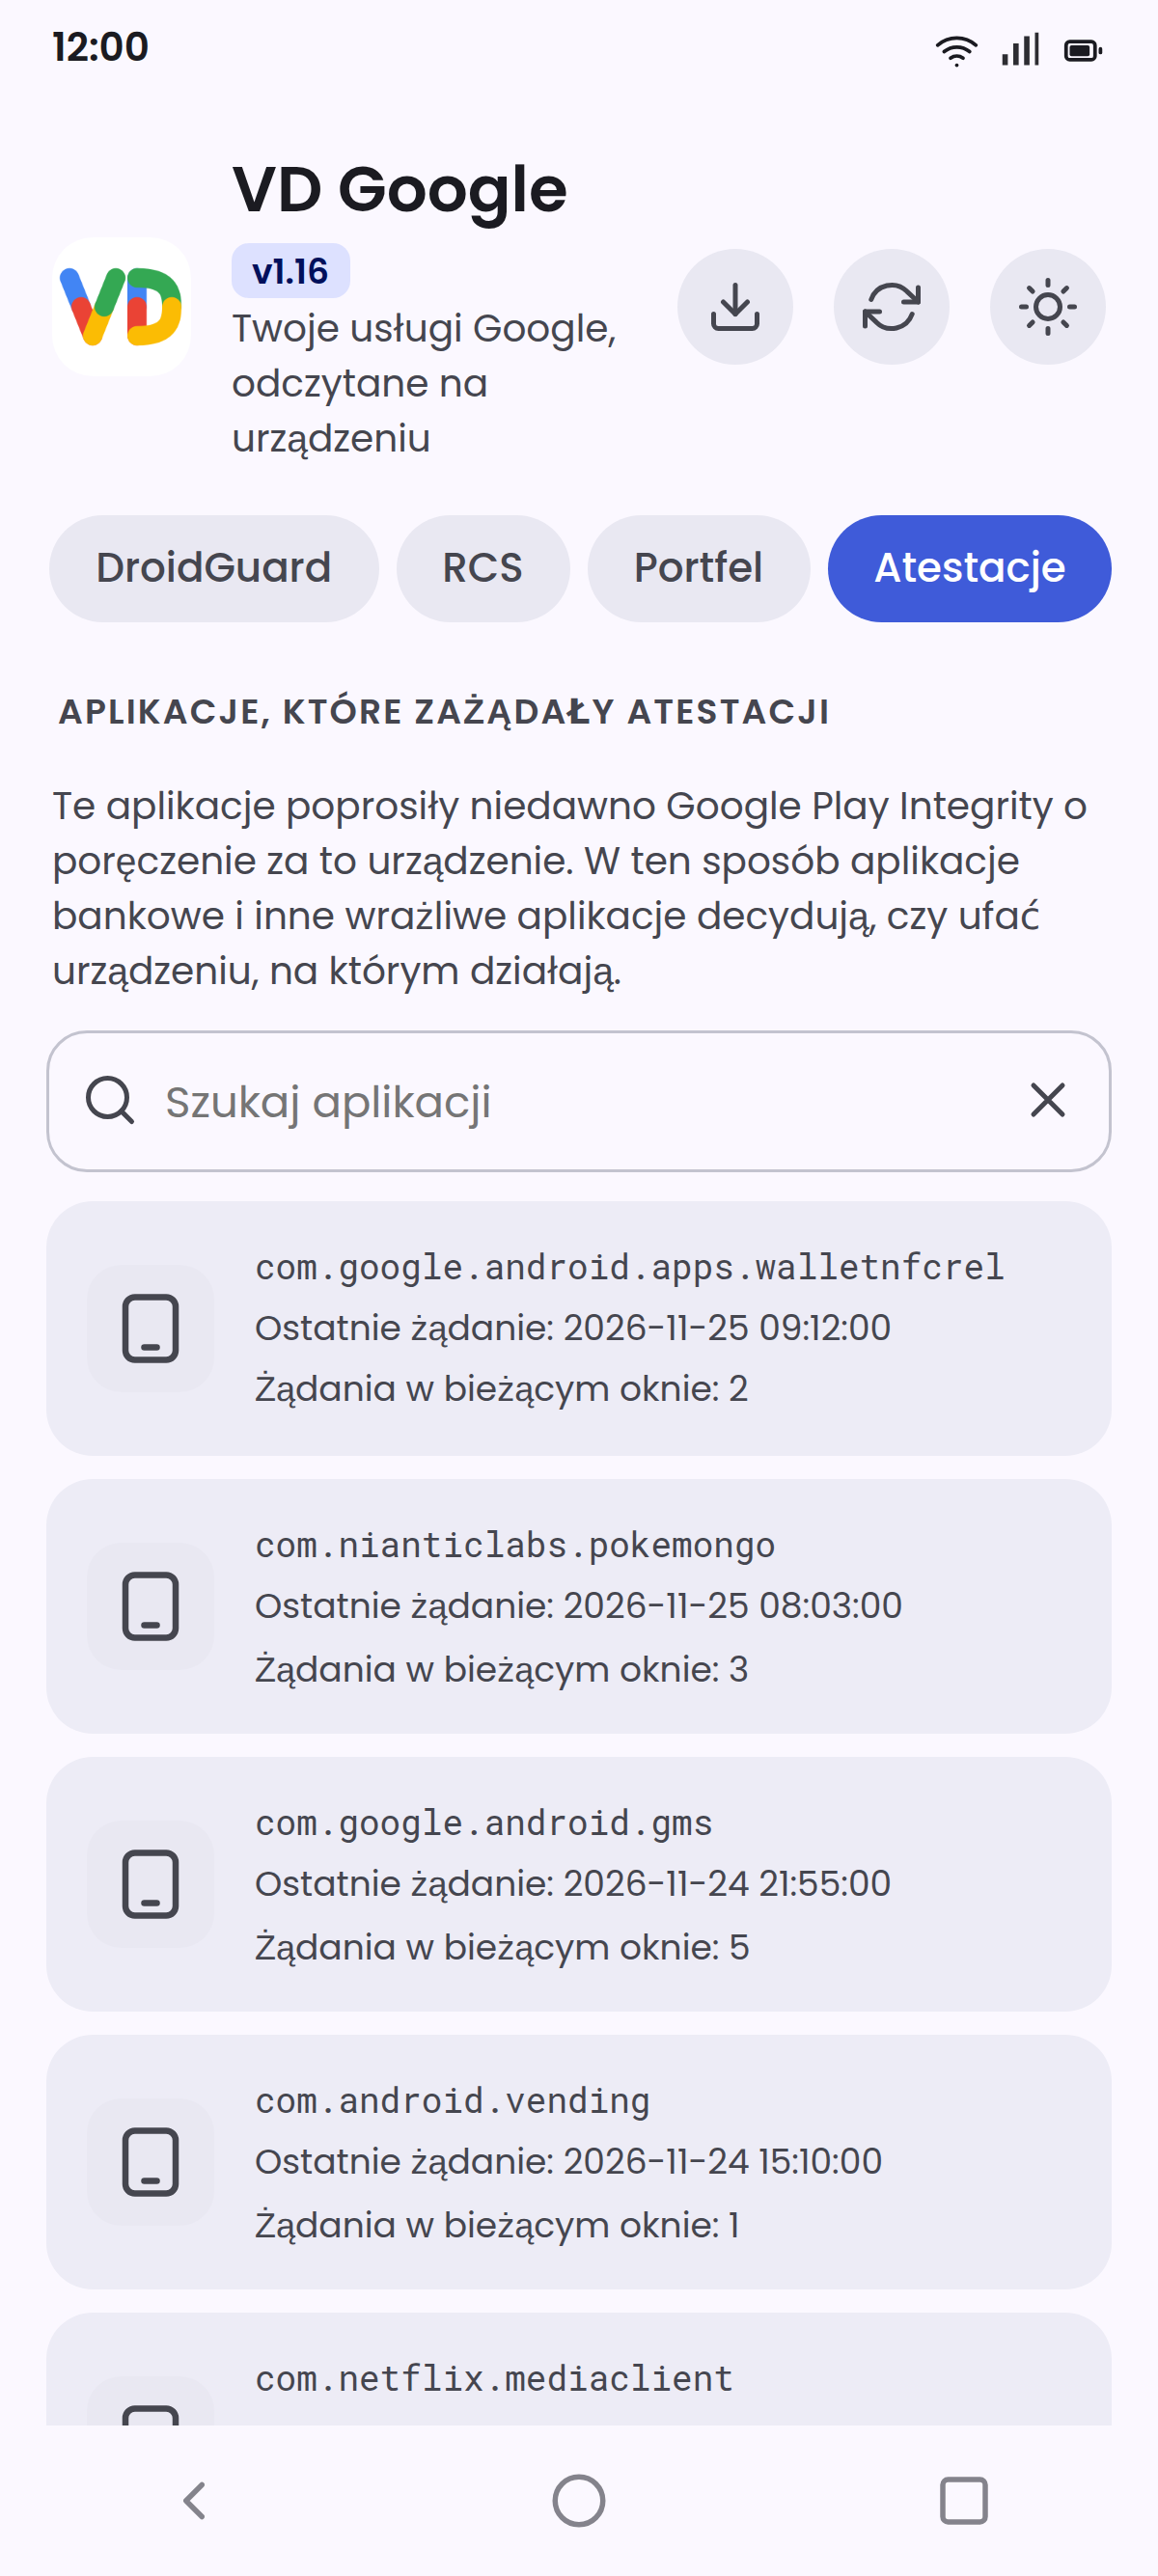 12:00
VD Google
VD
v1.16
Twoje usługi Google,
odczytane na
urządzeniu
DroidGuard
RCS
Portfel
Atestacje
APLIKACJE, KTÓRE ZAŻĄDAŁY ATESTACJI
Te aplikacje poprosiły niedawno Google Play Integrity o
poręczenie za to urządzenie. W ten sposób aplikacje
bankowe i inne wrażliwe aplikacje decydują, czy ufać
urządzeniu, na którym działają.
Szukaj aplikacji
com.google.android.apps.walletnfcrel
Ostatnie żądanie: 2026-11-25 09:12:00
Żądania w bieżącym oknie: 2
com.nianticlabs.pokemongo
Ostatnie żądanie: 2026-11-25 08:03:00
Żądania w bieżącym oknie: 3
com.google.android.gms
Ostatnie żądanie: 2026-11-24 21:55:00
Żądania w bieżącym oknie: 5
com.android.vending
Ostatnie żądanie: 2026-11-24 15:10:00
Żądania w bieżącym oknie: 1
com.netflix.mediaclient